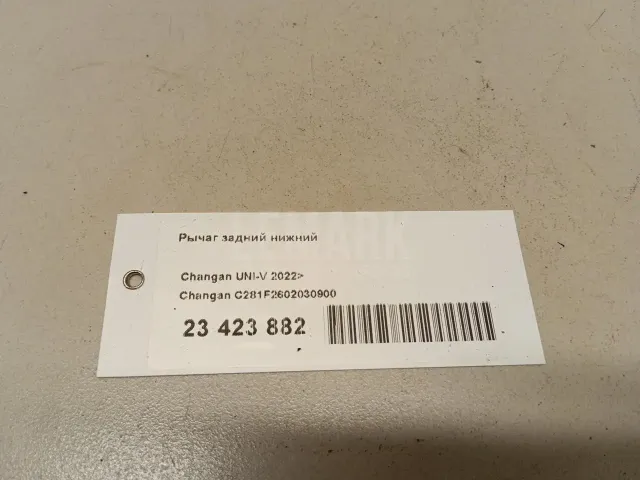 Рычаг задний нижний
Changan UNI-V 2022>
Changan C281F2602030900
23 423 882